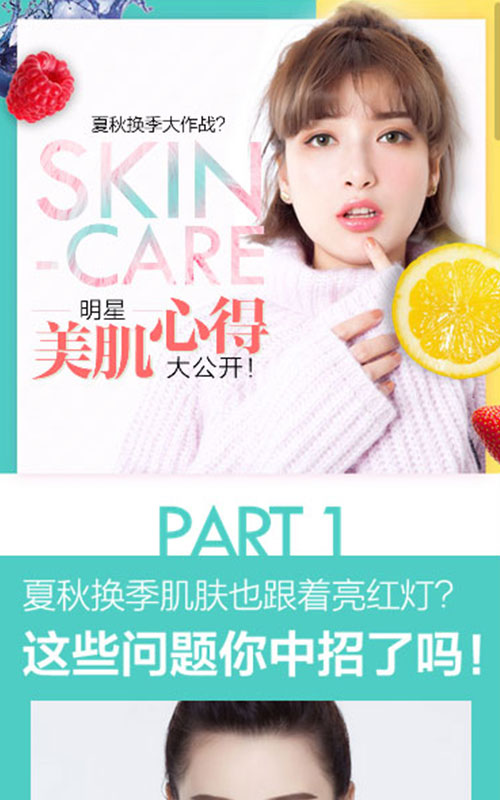 夏秋换季大作战?
SKIN
-CARE
明星
美肌心得
大公开!
PART 1
夏秋换季肌肤也跟着亮红灯?
这些问题你中招了吗!